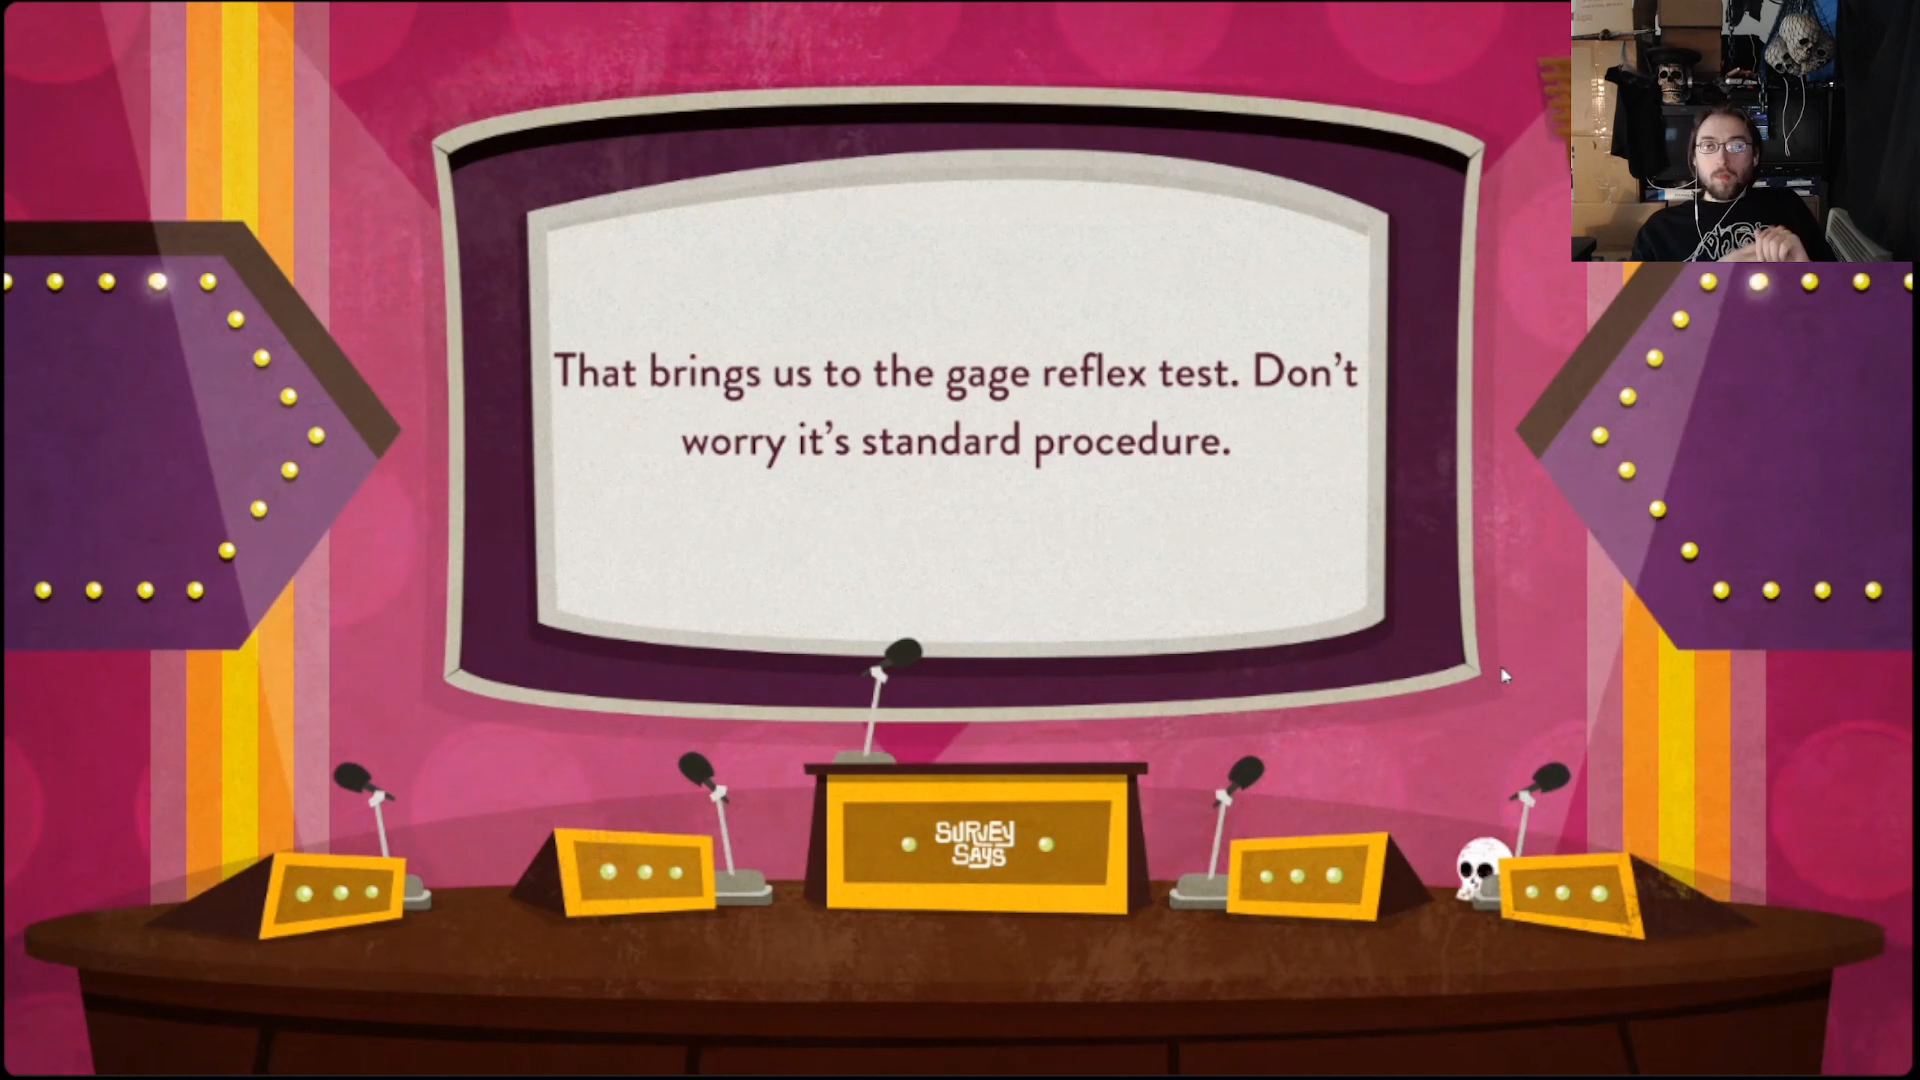 That brings us to the gage reflex test. Don't
worry it's standard procedure.
SURVEY
SAYS